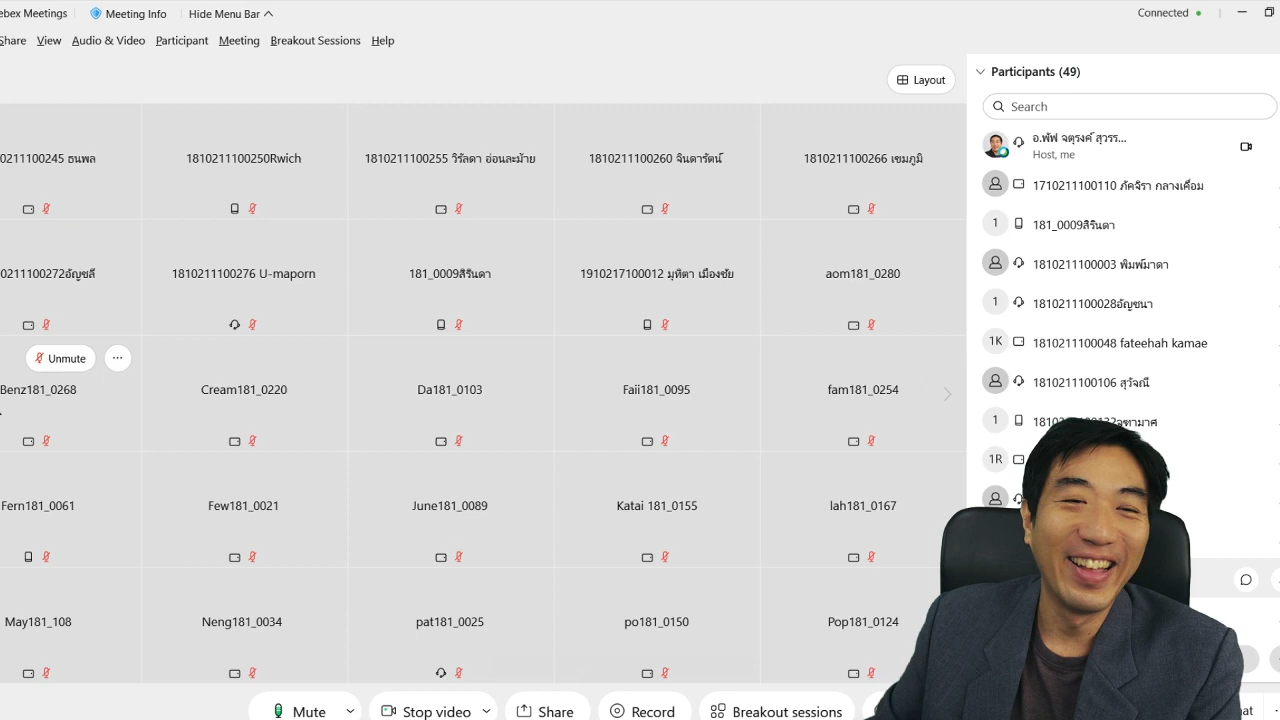 ebex Meetings
Meeting Info
Hide Menu Bar
Connected
Share View Audio & Video Participant Meeting Breakout Sessions Help
Layout
Participants (49)
Search
อ.พัฟ จตุรงค์ สุวรร...
Host, me
1710211100110 ภัคจิรา กลางเคื่อม
181_0009สิรินดา
1810211100003 พิมพ์มาดา
1810211100028อัญชนา
1810211100048 fateehah kamae
1810211100106 สุวัจณี
0211100245 ธนพล
1810211100250Rwich
1810211100255 วิรัลดา อ่อนละม้าย
1810211100260 จินดารัตน์
1810211100266 เขมภูมิ
0211100272อัญชลี
1810211100276 U-maporn
181_0009สิรินดา
1910217100012 มุทิตา เมืองชัย
aom181_0280
Unmute
Benz181_0268
Cream181_0220
Da181_0103
Faii181_0095
fam181_0254
Fern181_0061
Few181_0021
June181_0089
Katai 181_0155
lah181_0167
May181_108
Neng181_0034
pat181_0025
po181_0150
Pop181_0124
1
1
1K
1
1R
Mute
Stop video
Share
Record
Breakout sessions